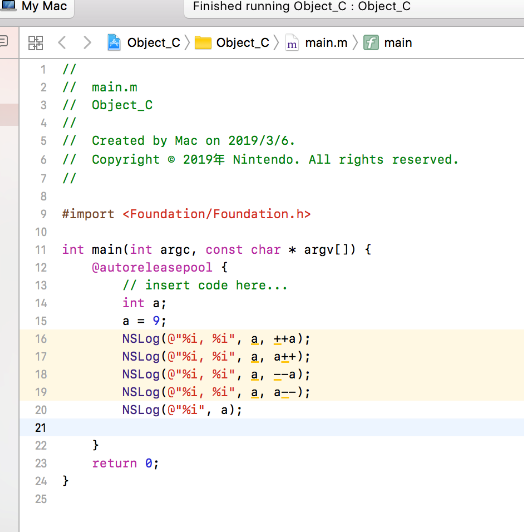 My Mac Finished running Object_C : Object_C
Object_C Object_C m main.m f main
1 //
2 // main.m
3 // Object_C
4 //
5 // Created by Mac on 2019/3/6.
6 // Copyright © 2019年 Nintendo. All rights reserved.
7 //
8
9 #import <Foundation/Foundation.h>
10
11 int main(int argc, const char * argv[]) {
12 @autoreleasepool {
13 // insert code here...
14 int a;
15 a = 9;
16 NSLog(@"%i, %i", a, ++a);
17 NSLog(@"%i, %i", a, a++);
18 NSLog(@"%i, %i", a, --a);
19 NSLog(@"%i, %i", a, a--);
20 NSLog(@"%i", a);
21
22 }
23 return 0;
24 }
25